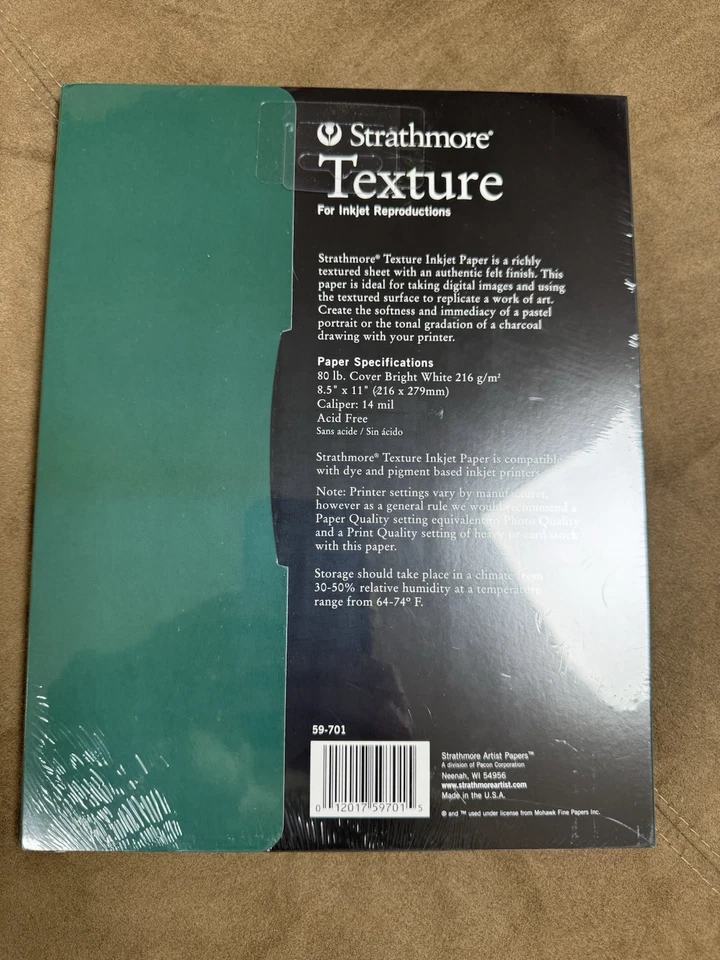 Strathmore®
Texture
For Inkjet Reproductions
Strathmore® Texture Inkjet Paper is a richly
textured sheet with an authentic felt finish. This
paper is ideal for taking digital images and using
the textured surface to replicate a work of art.
Create the softness and immediacy of a pastel
portrait or the tonal gradation of a charcoal
drawing with your printer.
Paper Specifications
80 lb. Cover Bright White 216 g/m²
8.5" x 11" (216 x 279mm)
Caliper: 14 mil
Acid Free
Sans acide / Sin ácido
Strathmore® Texture Inkjet Paper is compatible
with dye and pigment based inkjet printers.
Note: Printer settings vary by manufacturer,
however as a general rule we would recommend a
Paper Quality setting equivalent to Photo Quality
and a Print Quality setting of heavy or card stock
with this paper.
Storage should take place in a climate from
30-50% relative humidity at a temperature
range from 64-74º F.
59-701
0 12017 59701 5
Strathmore Artist Papers™
A division of Pacon Corporation
Neenah, WI 54956
www.strathmoreartist.com
Made in the U.S.A.
® and ™ used under license from Mohawk Fine Papers Inc.